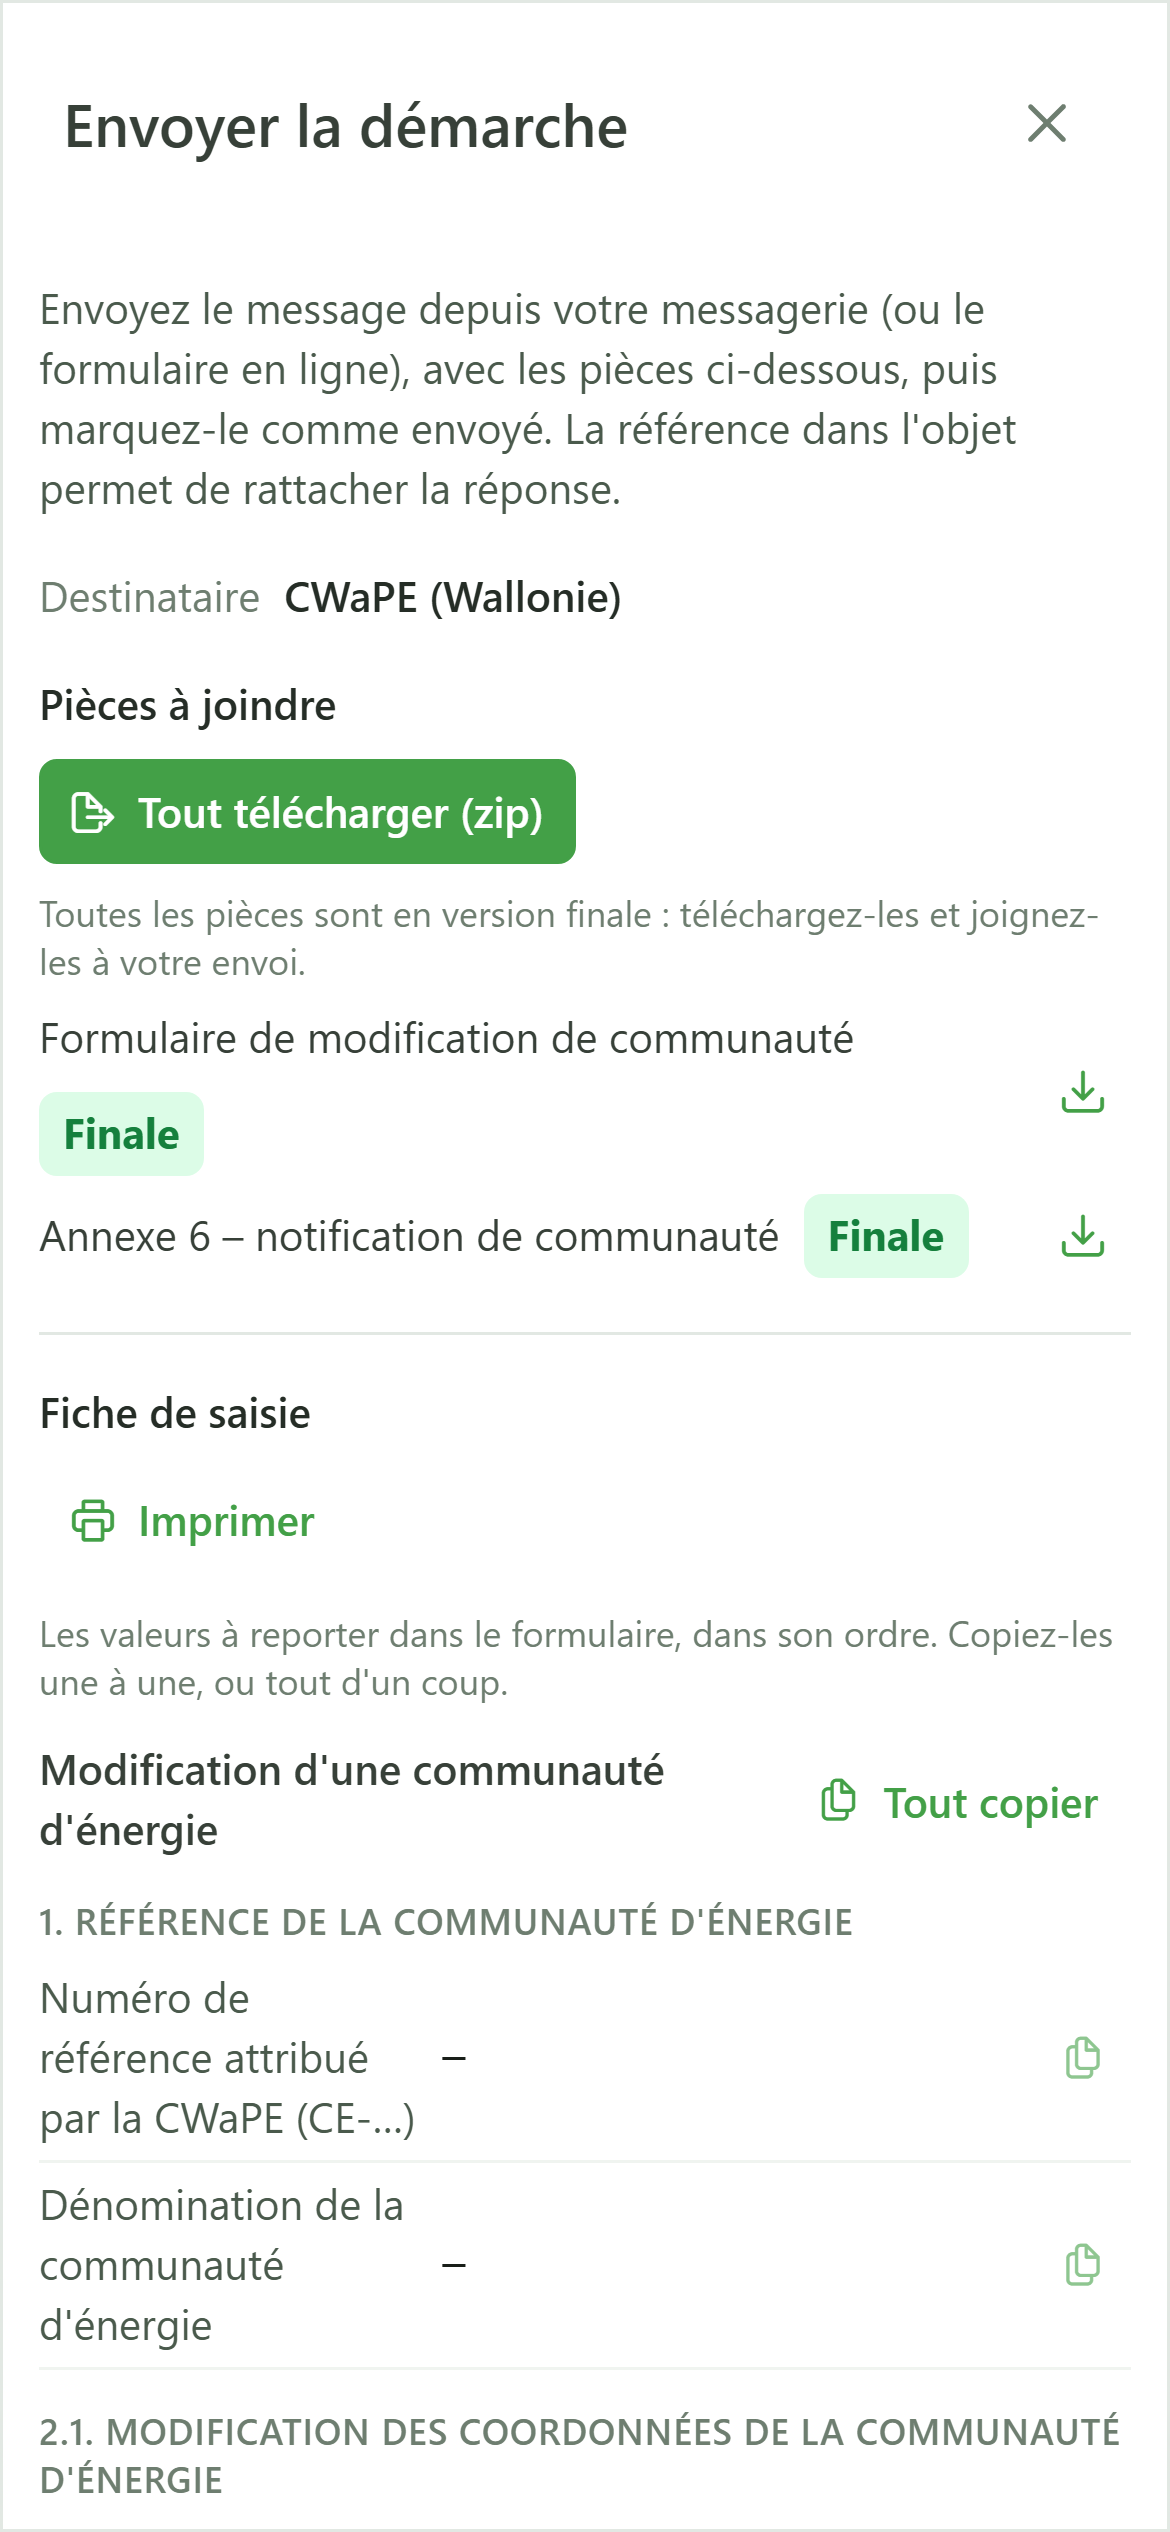 Envoyer la démarche
Envoyez le message depuis votre messagerie (ou le
formulaire en ligne), avec les pièces ci-dessous, puis
marquez-le comme envoyé. La référence dans l'objet
permet de rattacher la réponse.
Destinataire CWaPE (Wallonie)
Pièces à joindre
Tout télécharger (zip)
Toutes les pièces sont en version finale : téléchargez-les et joignez-
les à votre envoi.
Formulaire de modification de communauté
Finale
Annexe 6 – notification de communauté Finale
Fiche de saisie
Imprimer
Les valeurs à reporter dans le formulaire, dans son ordre. Copiez-les
une à une, ou tout d'un coup.
Modification d'une communauté
d'énergie
Tout copier
1. RÉFÉRENCE DE LA COMMUNAUTÉ D'ÉNERGIE
Numéro de
référence attribué –
par la CWaPE (CE-...)
Dénomination de la
communauté –
d'énergie
2.1. MODIFICATION DES COORDONNÉES DE LA COMMUNAUTÉ
D'ÉNERGIE